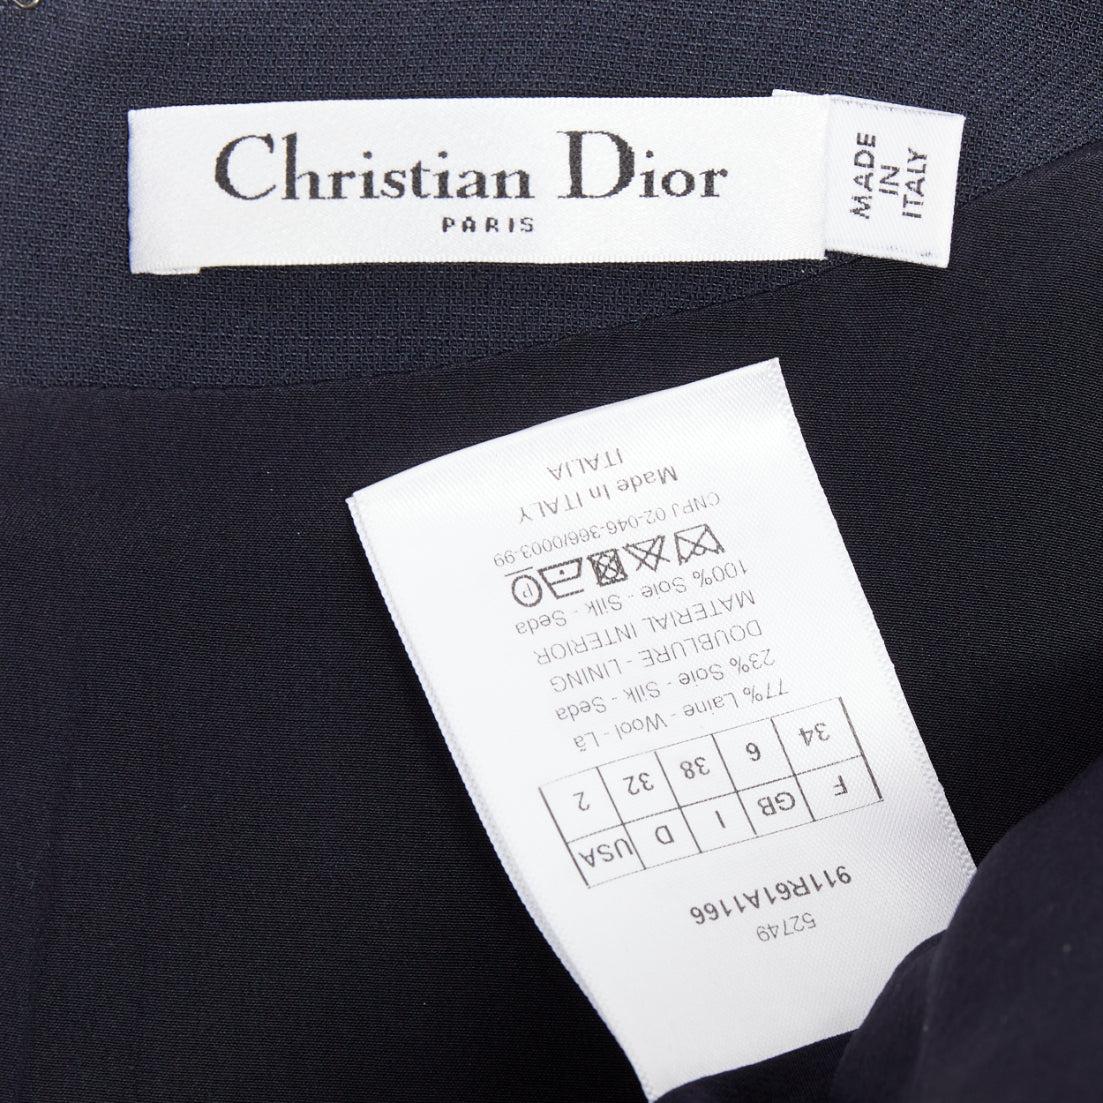 Christian Dior
PARIS
MADE
IN
ITALY
52749
911R61A1166
F GB I D USA
34 6 38 32 2
77% Laine - Wool - Lã
23% Soie - Silk - Seda
DOUBLURE - LINING
MATERIAL INTERIOR
100% Soie - Silk - Seda
P
CNPJ 02-046-366/0003-99
Made In ITALY
ITALIA